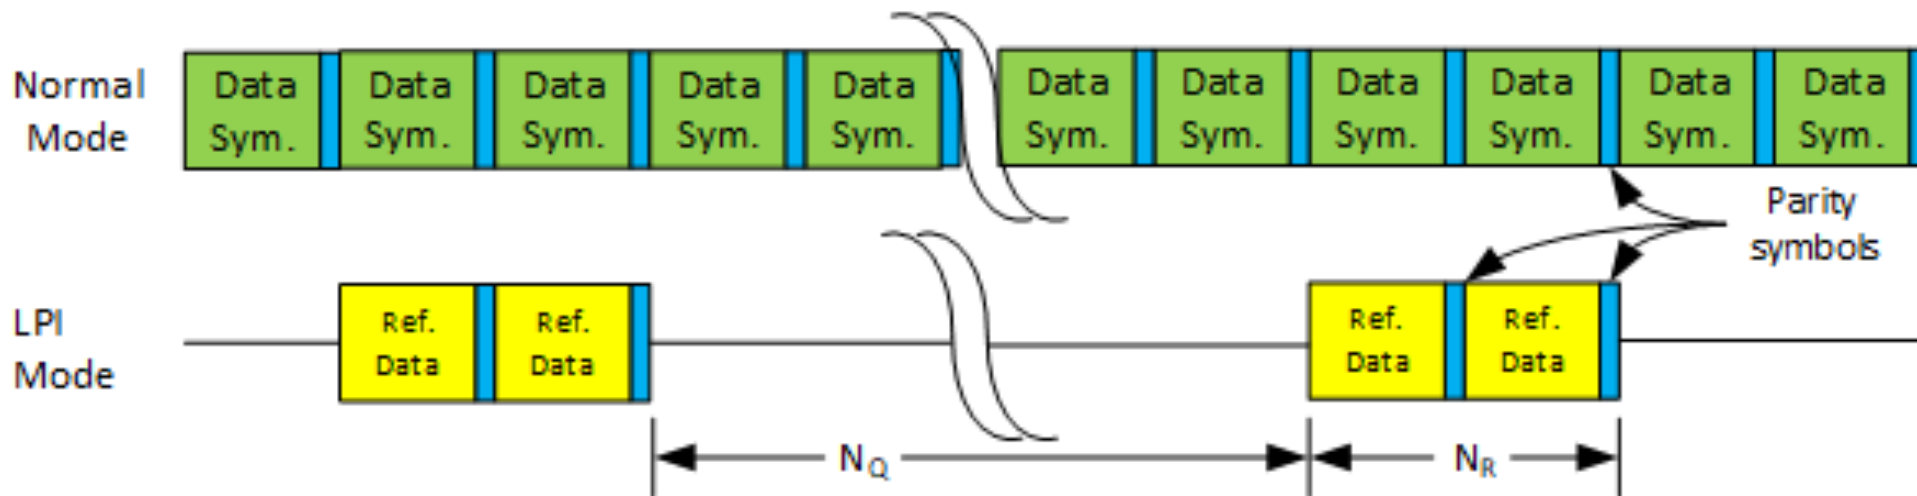 Normal
Mode
Data
Sym.
Data
Sym.
Data
Sym.
Data
Sym.
Data
Sym.
Data
Sym.
Data
Sym.
Data
Sym.
Data
Sym.
Data
Sym.
Data
Sym.
Parity
symbols
LPI
Mode
Ref.
Data
Ref.
Data
Ref.
Data
Ref.
Data
NQ
NR